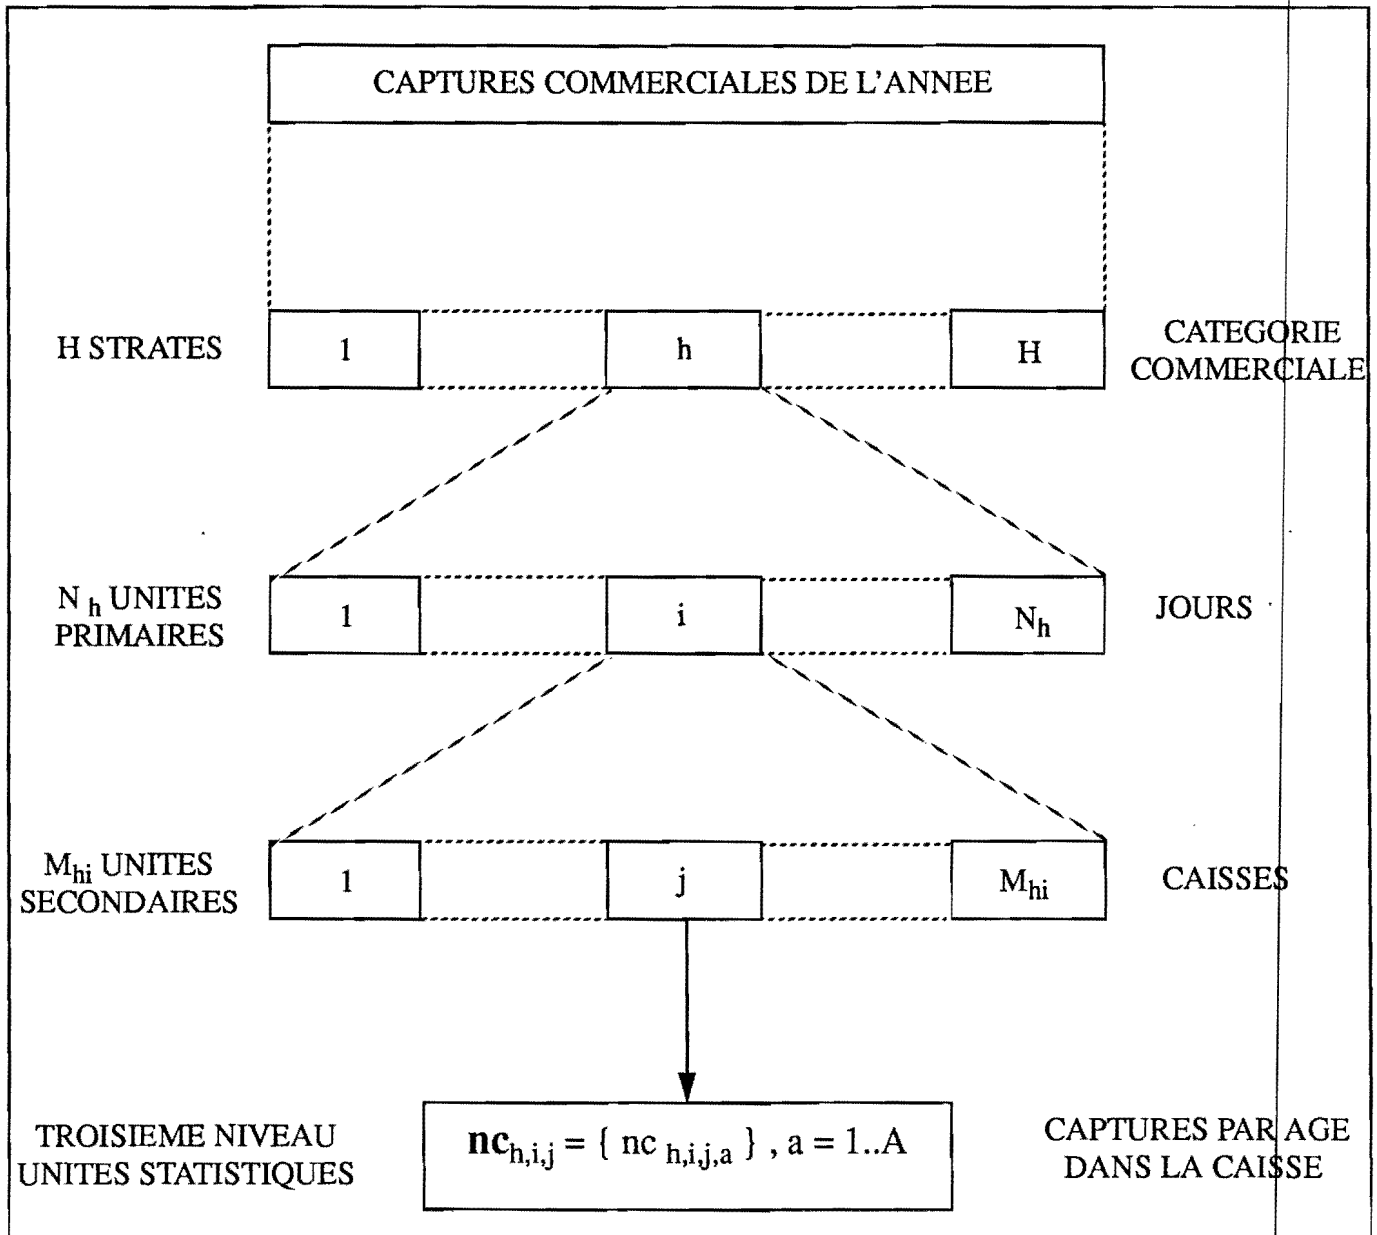 CAPTURES COMMERCIALES DE L'ANNEE
H STRATES
1
h
H
CATEGORIE
COMMERCIALE
N h UNITES
PRIMAIRES
1
i
Nh
JOURS
Mhi UNITES
SECONDAIRES
1
j
Mhi
CAISSES
TROISIEME NIVEAU
UNITES STATISTIQUES
nch,i,j = { nc h,i,j,a } , a = 1..A
CAPTURES PAR AGE
DANS LA CAISSE